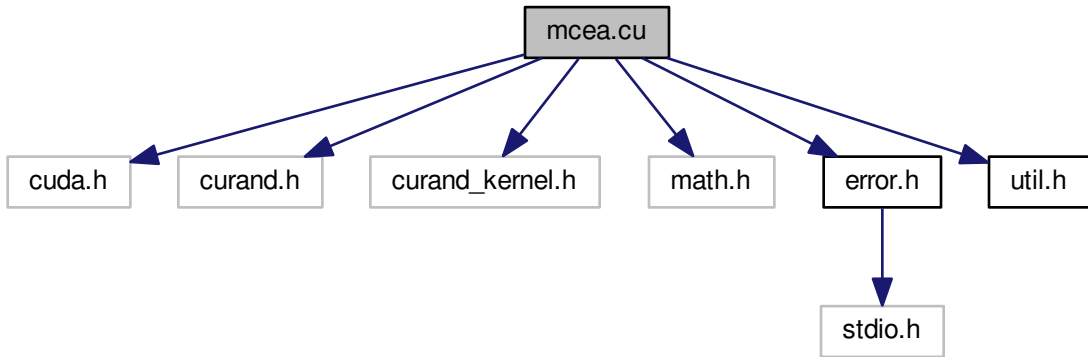 mcea.cu
cuda.h
curand.h
curand_kernel.h
math.h
error.h
util.h
stdio.h